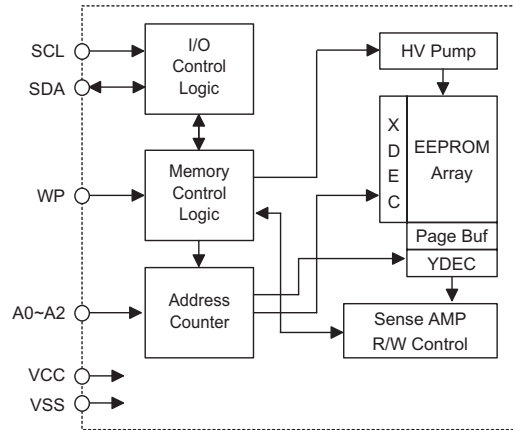 SCL
SDA
WP
A0~A2
VCC
VSS
I/O
Control
Logic
Memory
Control
Logic
Address
Counter
HV Pump
X
D
E
C
EEPROM
Array
Page Buf
YDEC
Sense AMP
R/W Control